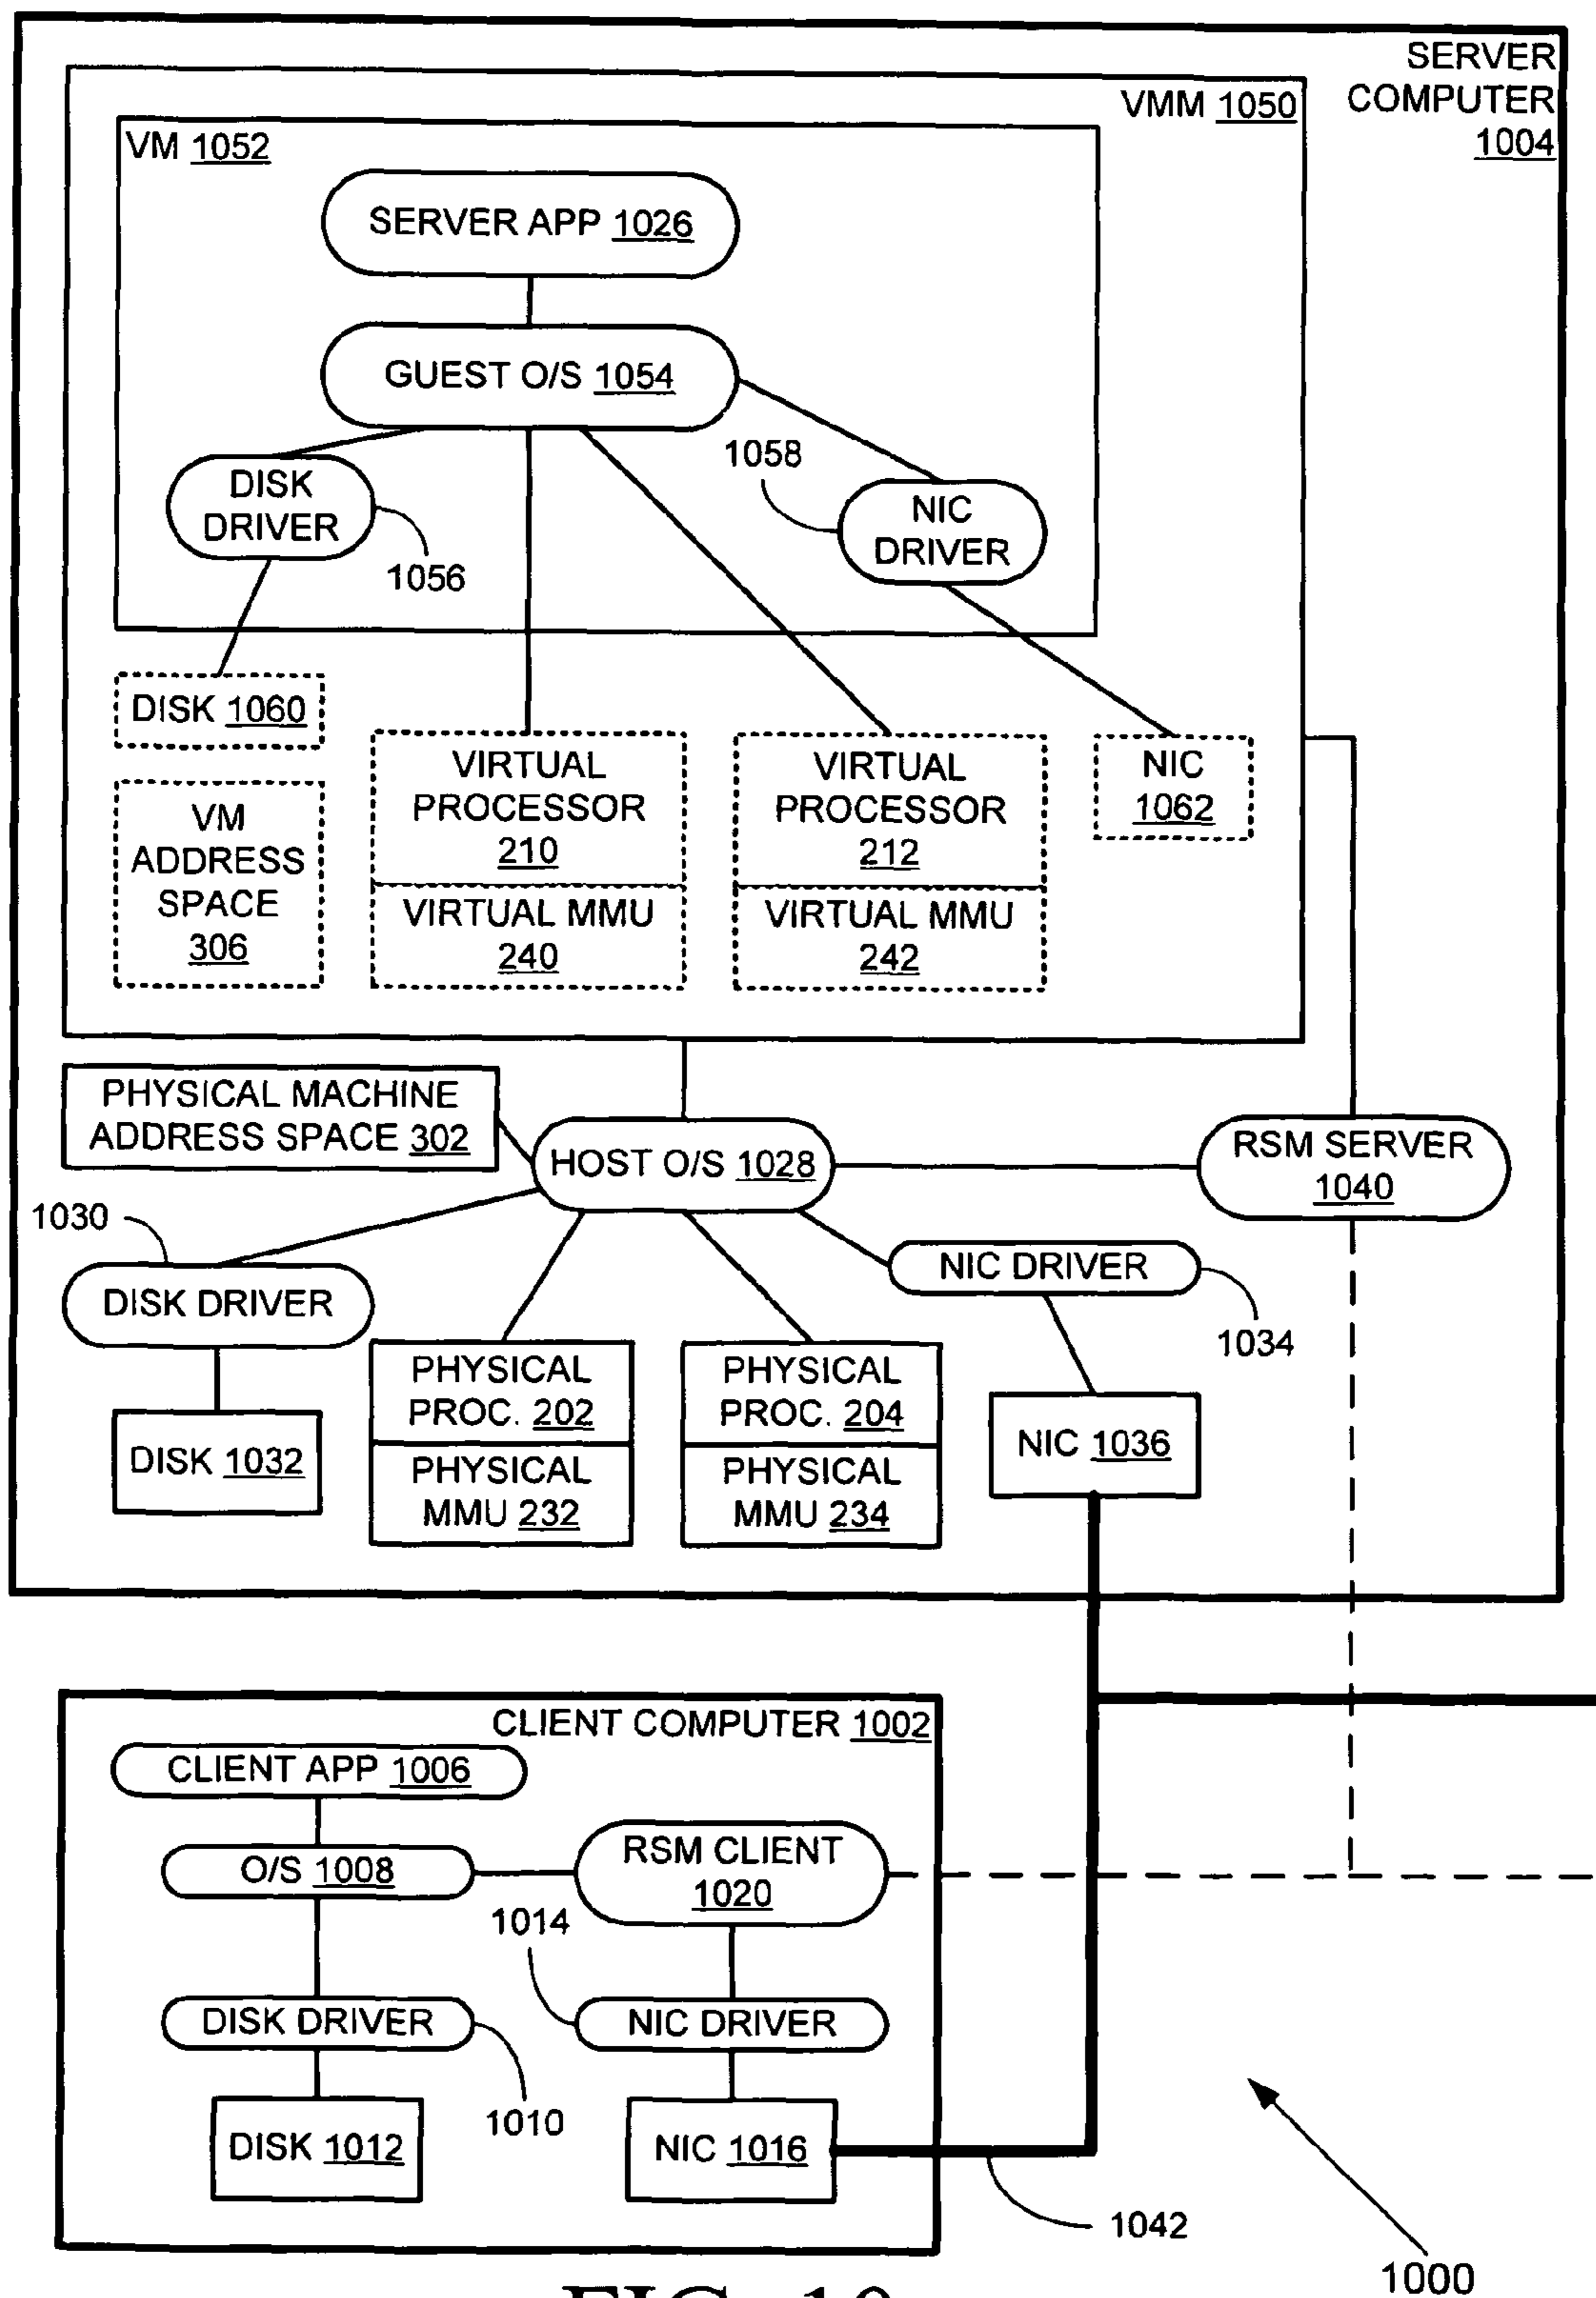 SERVER
COMPUTER
1004
VMM 1050
VM 1052
SERVER APP 1026
GUEST O/S 1054
1058
DISK
DRIVER
NIC
DRIVER
1056
DISK 1060
VIRTUAL
PROCESSOR
210
VIRTUAL
PROCESSOR
212
NIC
1062
VM
ADDRESS
SPACE
306
VIRTUAL MMU
240
VIRTUAL MMU
242
PHYSICAL MACHINE
ADDRESS SPACE 302
HOST O/S 1028
RSM SERVER
1040
1030
DISK DRIVER
NIC DRIVER
1034
PHYSICAL
PROC. 202
PHYSICAL
PROC. 204
DISK 1032
PHYSICAL
MMU 232
PHYSICAL
MMU 234
NIC 1036
CLIENT COMPUTER 1002
CLIENT APP 1006
O/S 1008
RSM CLIENT
1020
1014
DISK DRIVER
NIC DRIVER
1010
DISK 1012
NIC 1016
1042
1000